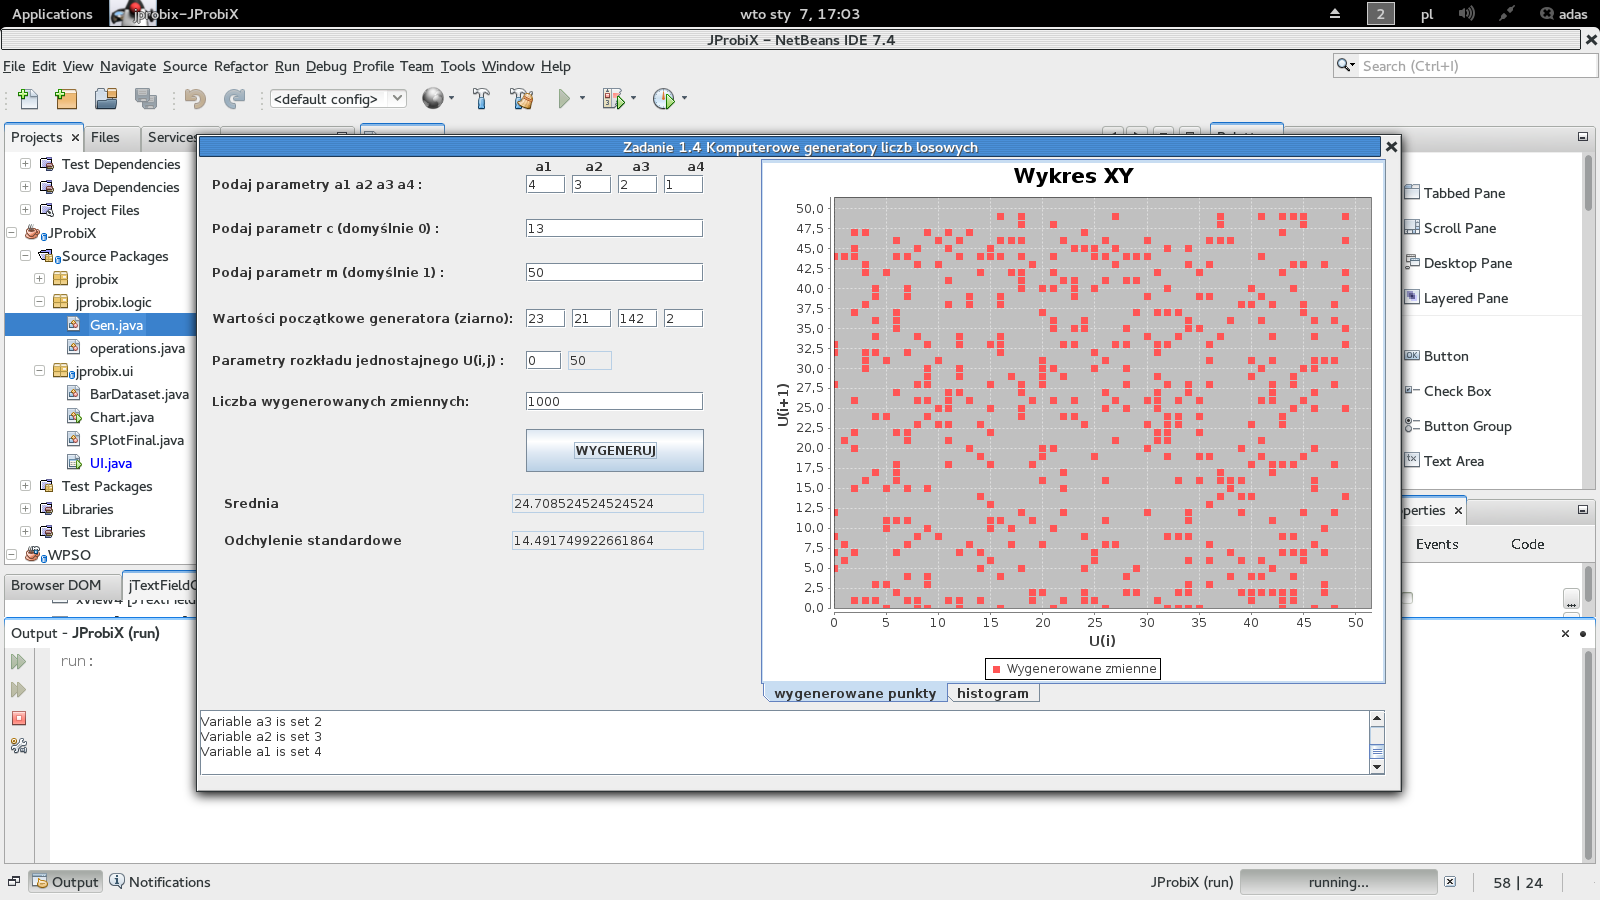 Applications jprobix-JProbiX wto sty 7, 17:03 2 pl adas
JProbiX - NetBeans IDE 7.4
File Edit View Navigate Source Refactor Run Debug Profile Team Tools Window Help
Search (Ctrl+I)
<default config>
Projects Files Services
Test Dependencies
Java Dependencies
Project Files
JProbiX
Source Packages
jprobix
jprobix.logic
Gen.java
operations.java
jprobix.ui
BarDataset.java
Chart.java
SPlotFinal.java
UI.java
Test Packages
Libraries
Test Libraries
WPSO
Browser DOM
Output - JProbiX (run)
run:
Zadanie 1.4 Komputerowe generatory liczb losowych
a1 a2 a3 a4
Podaj parametry a1 a2 a3 a4 : 4 3 2 1
Podaj parametr c (domyślnie 0) : 13
Podaj parametr m (domyślnie 1) : 50
Wartości początkowe generatora (ziarno): 23 21 142 2
Parametry rozkładu jednostajnego U(i,j) : 0 50
Liczba wygenerowanych zmiennych: 1000
WYGENERUJ
Srednia 24.708524524524524
Odchylenie standardowe 14.491749922661864
Wykres XY
50,0
47,5
45,0
42,5
40,0
37,5
35,0
32,5
30,0
27,5
25,0
22,5
20,0
17,5
15,0
12,5
10,0
7,5
5,0
2,5
0,0
U(i+1)
0 5 10 15 20 25 30 35 40 45 50
U(i)
Wygenerowane zmienne
wygenerowane punkty histogram
Variable a3 is set 2
Variable a2 is set 3
Variable a1 is set 4
Tabbed Pane
Scroll Pane
Desktop Pane
Layered Pane
Button
Check Box
Button Group
Text Area
Events Code
Output Notifications JProbiX (run) running... 58 | 24